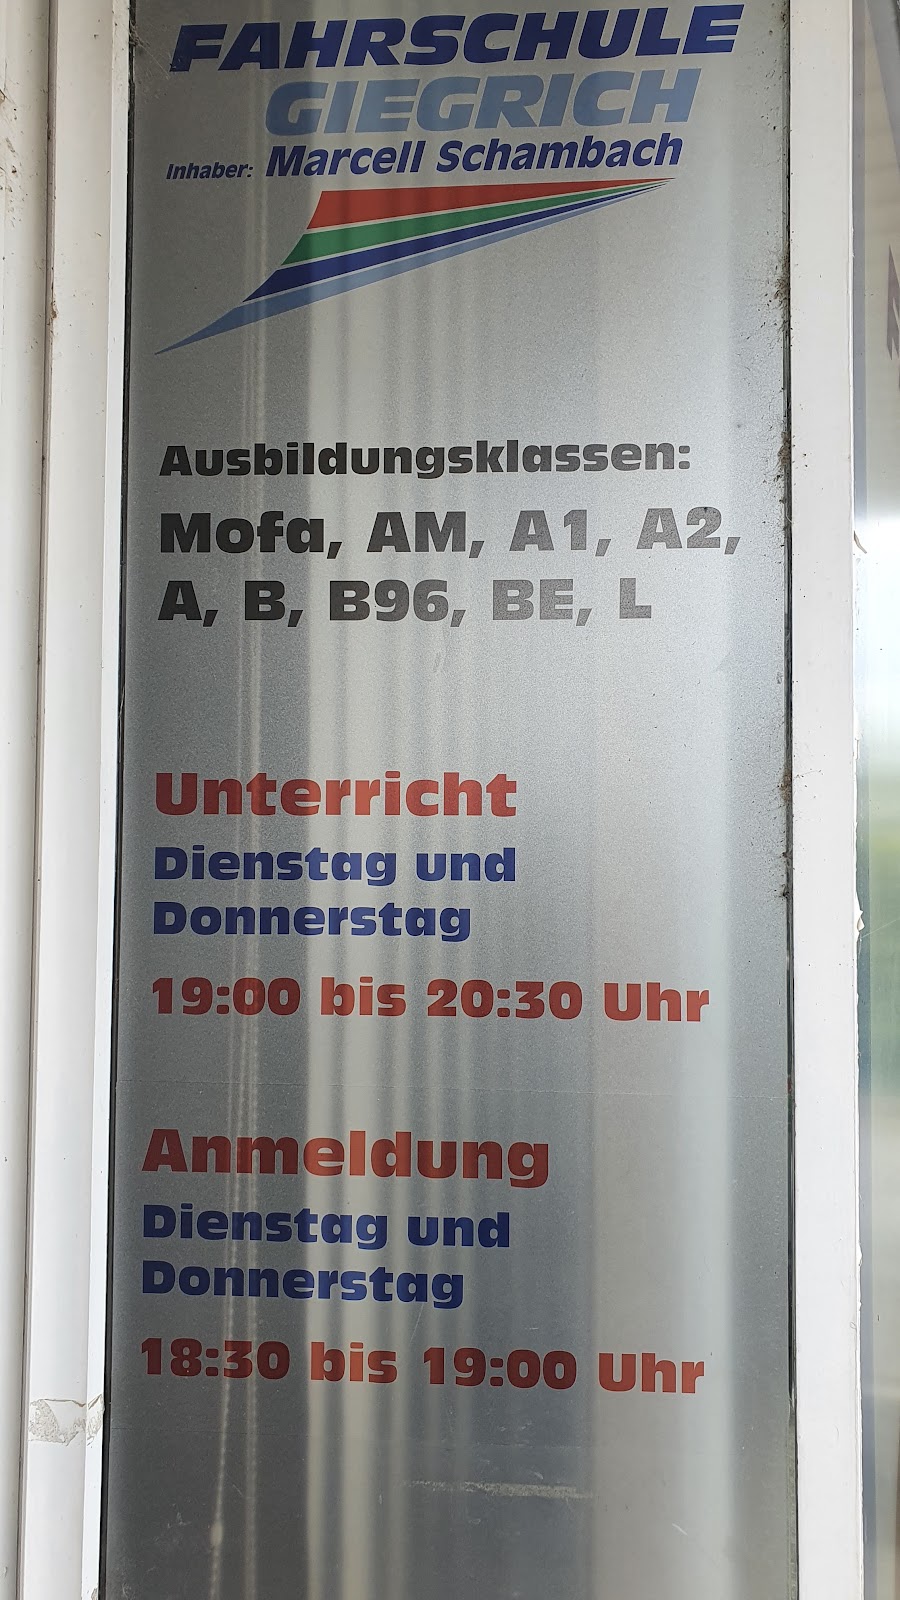 FAHRSCHULE
GIEGRICH
Inhaber: Marcell Schambach
Ausbildungsklassen:
Mofa, AM, A1, A2,
A, B, B96, BE, L
Unterricht
Dienstag und
Donnerstag
19:00 bis 20:30 Uhr
Anmeldung
Dienstag und
Donnerstag
18:30 bis 19:00 Uhr